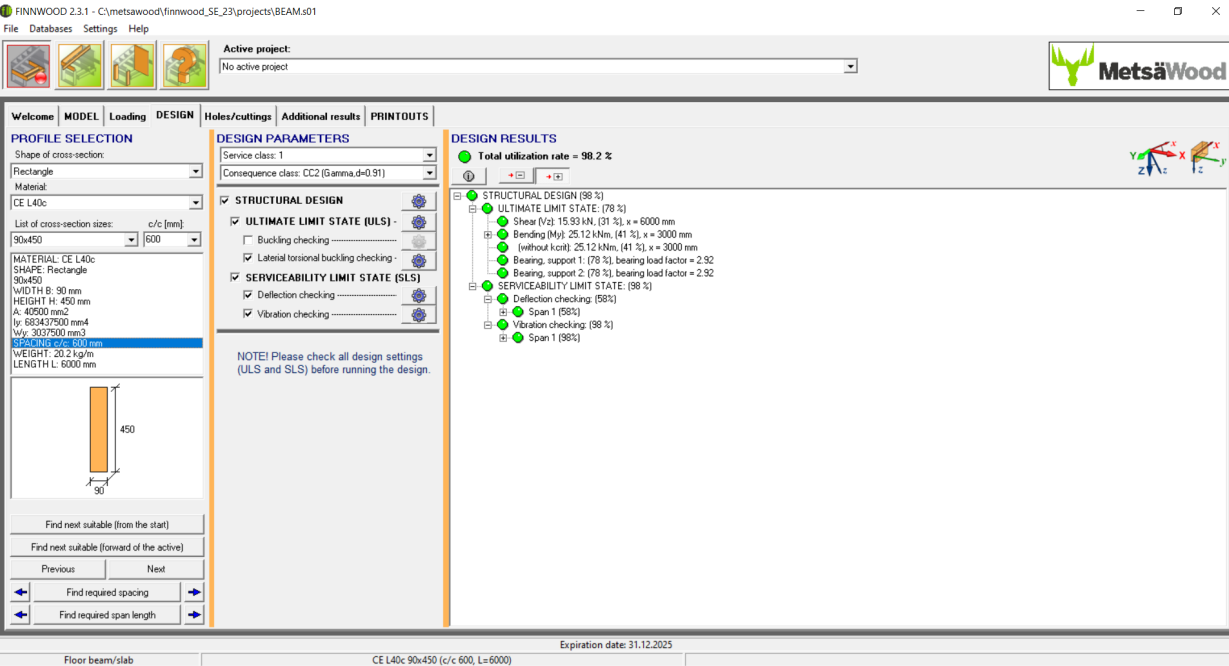 FINNWOOD 2.3.1 - C:\metsawood\finnwood_SE_23\projects\BEAM.s01
File Databases Settings Help
Active project:
No active project
MetsäWood
Welcome MODEL Loading DESIGN Holes/cuttings Additional results PRINTOUTS
PROFILE SELECTION
Shape of cross-section:
Rectangle
Material:
CE L40c
List of cross-section sizes: c/c [mm]:
90x450 600
MATERIAL: CE L40c
SHAPE: Rectangle
90x450
WIDTH B: 90 mm
HEIGHT H: 450 mm
A: 40500 mm2
Iy: 683437500 mm4
Wy: 3037500 mm3
SPACING c/c: 600 mm
WEIGHT: 20.2 kg/m
LENGTH L: 6000 mm
450
90
Find next suitable (from the start)
Find next suitable (forward of the active)
Previous Next
Find required spacing
Find required span length
DESIGN PARAMETERS
Service class: 1
Consequence class: CC2 (Gamma,d=0.91)
STRUCTURAL DESIGN
ULTIMATE LIMIT STATE (ULS) -
Buckling checking
Laterial torsional buckling checking -
SERVICEABILITY LIMIT STATE (SLS)
Deflection checking
Vibration checking
NOTE! Please check all design settings
(ULS and SLS) before running the design.
DESIGN RESULTS
Total utilization rate = 98.2 %
Y X Z x z x y z
STRUCTURAL DESIGN (98 %)
ULTIMATE LIMIT STATE: (78 %)
Shear (Vz): 15.93 kN, (31 %), x = 6000 mm
Bending (My): 25.12 kNm, (41 %), x = 3000 mm
(without kcrit): 25.12 kNm, (41 %), x = 3000 mm
Bearing, support 1: (78 %), bearing load factor = 2.92
Bearing, support 2: (78 %), bearing load factor = 2.92
SERVICEABILITY LIMIT STATE: (98 %)
Deflection checking: (58%)
Span 1 (58%)
Vibration checking: (98 %)
Span 1 (98%)
Expiration date: 31.12.2025
Floor beam/slab CE L40c 90x450 (c/c 600, L=6000)